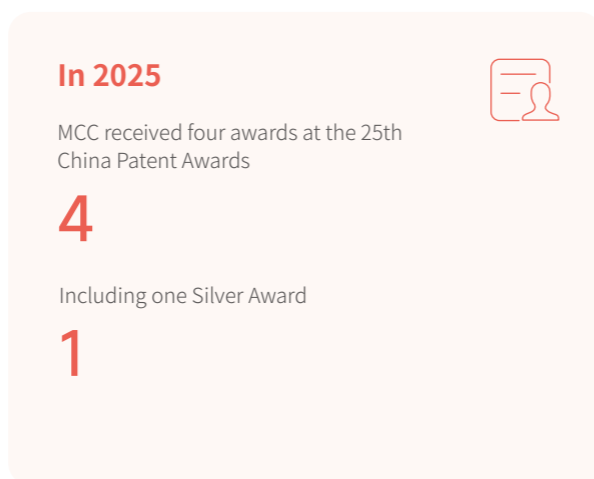 In 2025
MCC received four awards at the 25th
China Patent Awards
4
Including one Silver Award
1